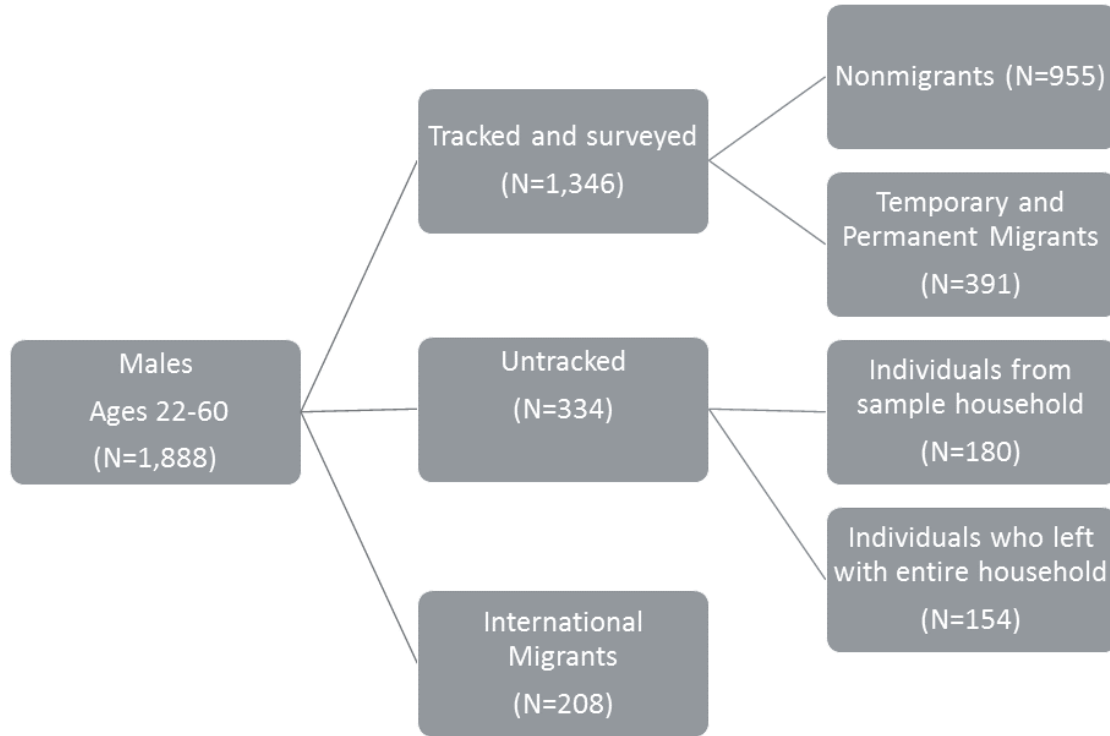 Males
Ages 22-60
(N=1,888)
Tracked and surveyed
(N=1,346)
Untracked
(N=334)
International
Migrants
(N=208)
Nonmigrants (N=955)
Temporary and
Permanent Migrants
(N=391)
Individuals from
sample household
(N=180)
Individuals who left
with entire household
(N=154)